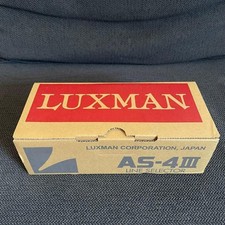 LUXMAN
LUXMAN CORPORATION, JAPAN
AS-4III
LINE SELECTOR